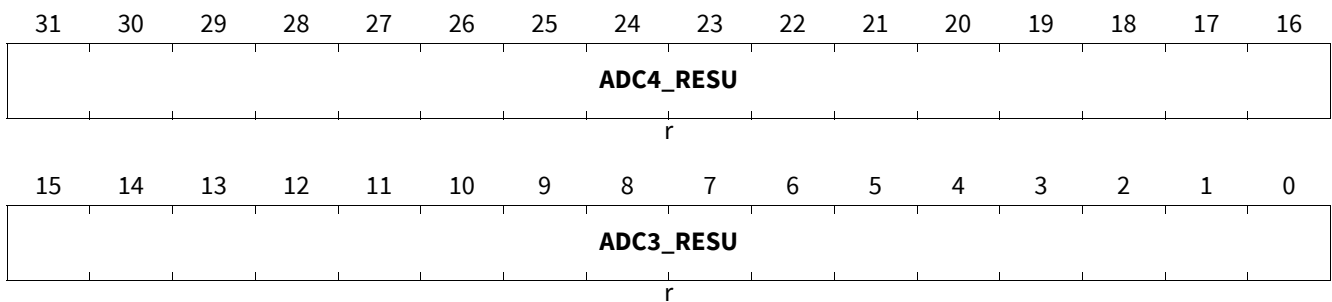 31 30 29 28 27 26 25 24 23 22 21 20 19 18 17 16
ADC4_RESU
r
15 14 13 12 11 10 9 8 7 6 5 4 3 2 1 0
ADC3_RESU
r